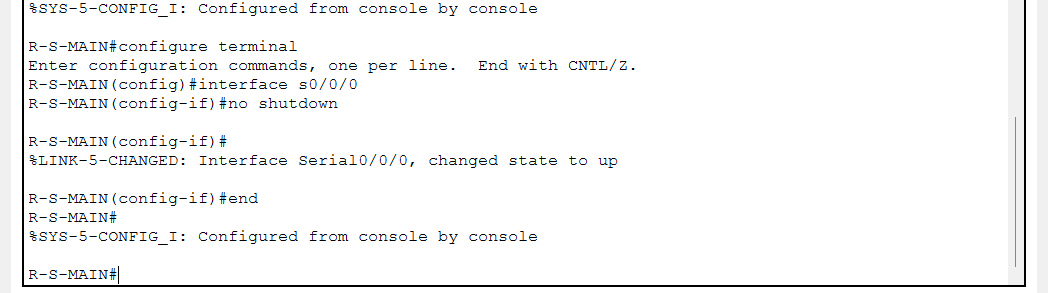 %SYS-5-CONFIG_I: Configured from console by console
R-S-MAIN#configure terminal
Enter configuration commands, one per line.  End with CNTL/Z.
R-S-MAIN(config)#interface s0/0/0
R-S-MAIN(config-if)#no shutdown
R-S-MAIN(config-if)#
%LINK-5-CHANGED: Interface Serial0/0/0, changed state to up
R-S-MAIN(config-if)#end
R-S-MAIN#
%SYS-5-CONFIG_I: Configured from console by console
R-S-MAIN#